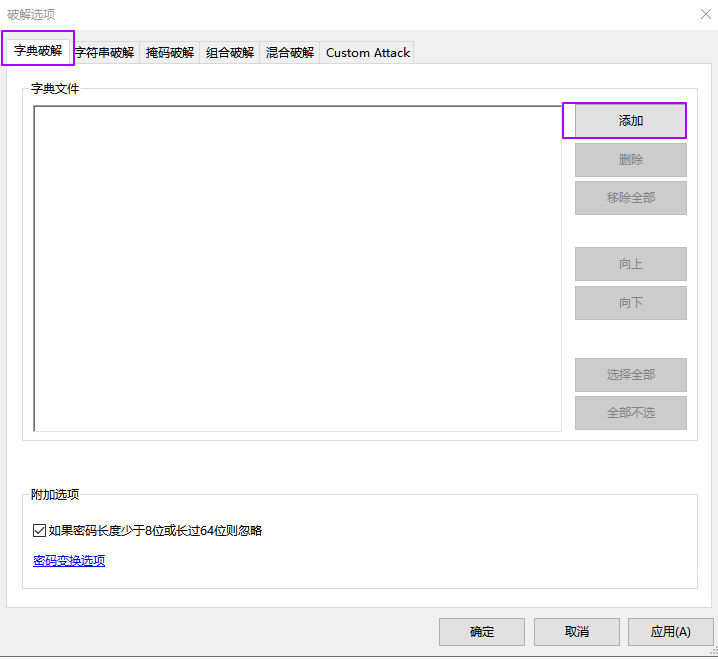 破解选项
字典破解 字符串破解 掩码破解 组合破解 混合破解 Custom Attack
字典文件
添加
删除
移除全部
向上
向下
选择全部
全部不选
附加选项
如果密码长度少于8位或长过64位则忽略
密码变换选项
确定 取消 应用(A)